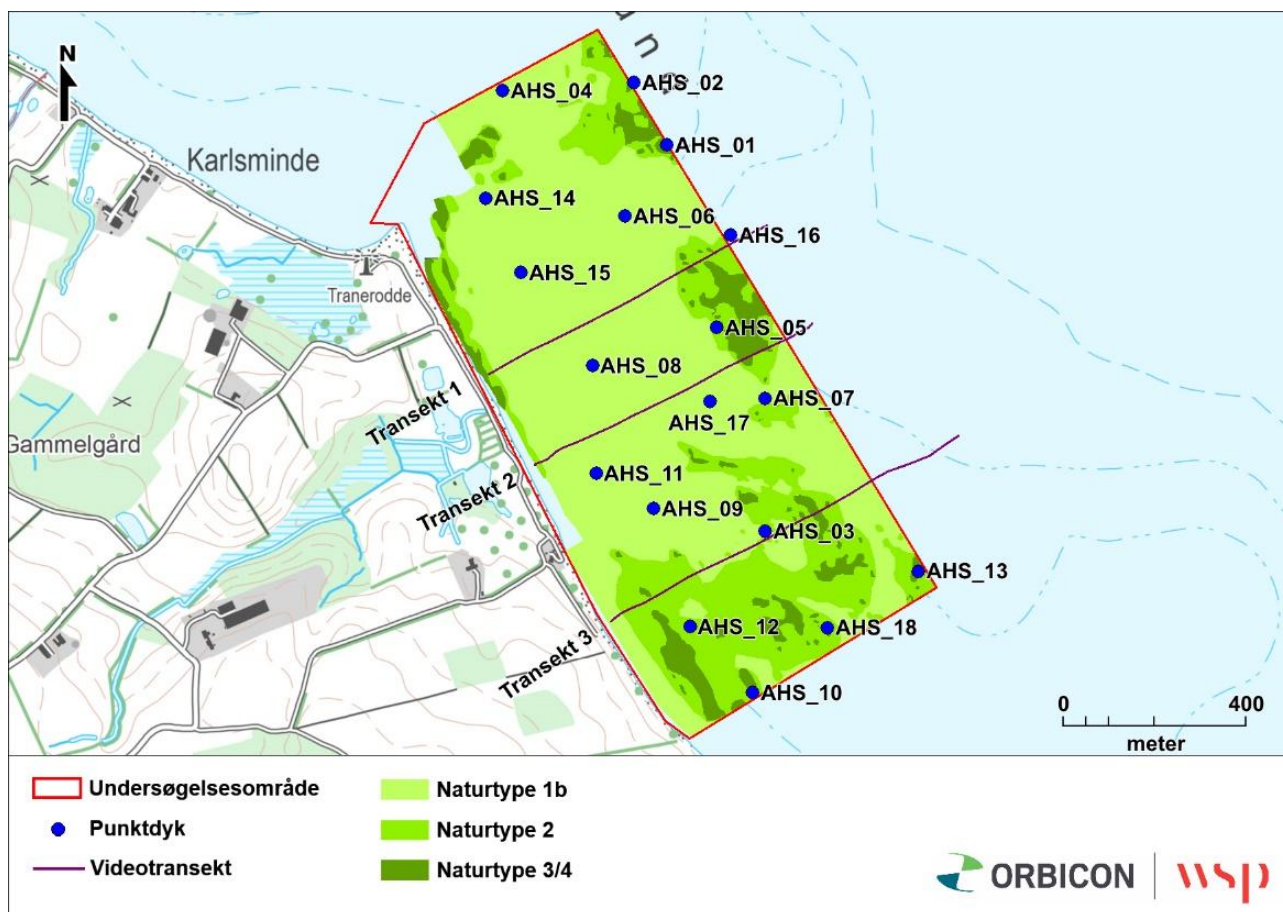 N
AHS_04
AHS_02
AHS_01
Karlsminde
AHS_14
AHS_06
AHS_16
AHS_15
Tranerodde
AHS_05
AHS_08
AHS_07
AHS_17
Transekt 1
Gammelgård
AHS_11
AHS_09
Transekt 2
AHS_03
AHS_13
AHS_12
AHS_18
Transekt 3
AHS_10
0 400
meter
Undersøgelsesområde
Punktdyk
Videotransekt
Naturtype 1b
Naturtype 2
Naturtype 3/4
ORBICON
wsp